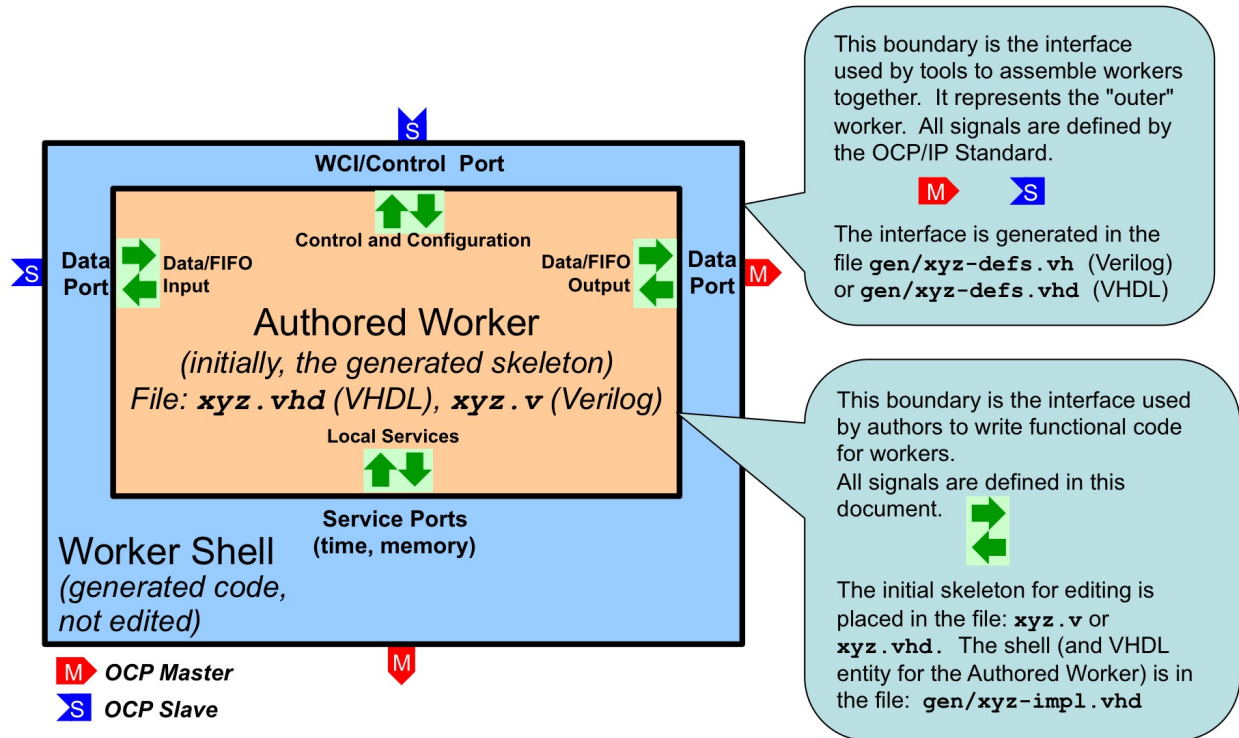 This boundary is the interface
used by tools to assemble workers
together.  It represents the "outer"
worker.  All signals are defined by
the OCP/IP Standard.
M
S
The interface is generated in the
file gen/xyz-defs.vh (Verilog)
or gen/xyz-defs.vhd (VHDL)
S
WCI/Control  Port
Control and Configuration
S
Data
Port
Data/FIFO
Input
Data/FIFO
Output
Data
Port
M
Authored Worker
(initially, the generated skeleton)
File: xyz.vhd (VHDL), xyz.v (Verilog)
Local Services
Service Ports
(time, memory)
Worker Shell
(generated code,
not edited)
M
M OCP Master
S OCP Slave
This boundary is the interface used
by authors to write functional code
for workers.
All signals are defined in this
document.
The initial skeleton for editing is
placed in the file: xyz.v or
xyz.vhd.  The shell (and VHDL
entity for the Authored Worker) is in
the file:  gen/xyz-impl.vhd